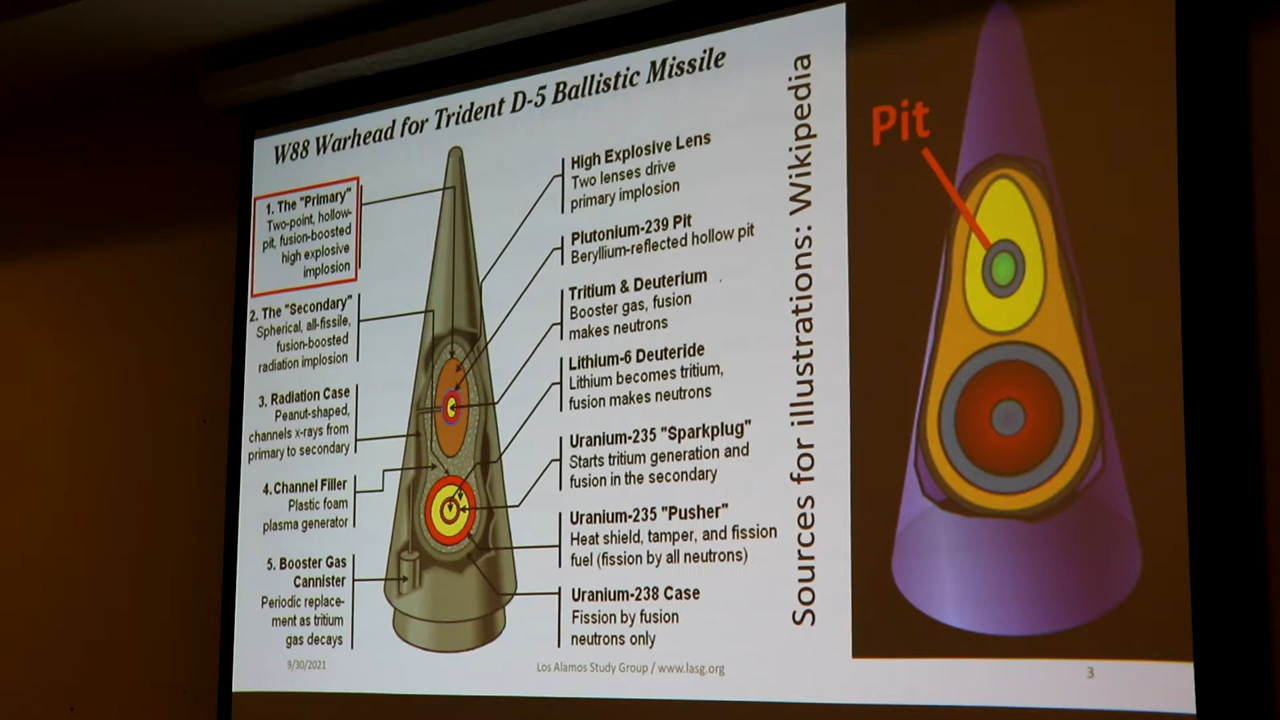 W88 Warhead for Trident D-5 Ballistic Missile
1. The "Primary"
Two-point, hollow-
pit, fusion-boosted
high explosive
implosion
2. The "Secondary"
Spherical, all-fissile,
fusion-boosted
radiation implosion
3. Radiation Case
Peanut-shaped,
channels x-rays from
primary to secondary
4. Channel Filler
Plastic foam
plasma generator
5. Booster Gas
Cannister
Periodic replace-
ment as tritium
gas decays
High Explosive Lens
Two lenses drive
primary implosion
Plutonium-239 Pit
Beryllium-reflected hollow pit
Tritium & Deuterium
Booster gas, fusion
makes neutrons
Lithium-6 Deuteride
Lithium becomes tritium,
fusion makes neutrons
Uranium-235 "Sparkplug"
Starts tritium generation and
fusion in the secondary
Uranium-235 "Pusher"
Heat shield, tamper, and fission
fuel (fission by all neutrons)
Uranium-238 Case
Fission by fusion
neutrons only
Sources for illustrations: Wikipedia
Pit
9/30/2021
Los Alamos Study Group / www.lasg.org
3